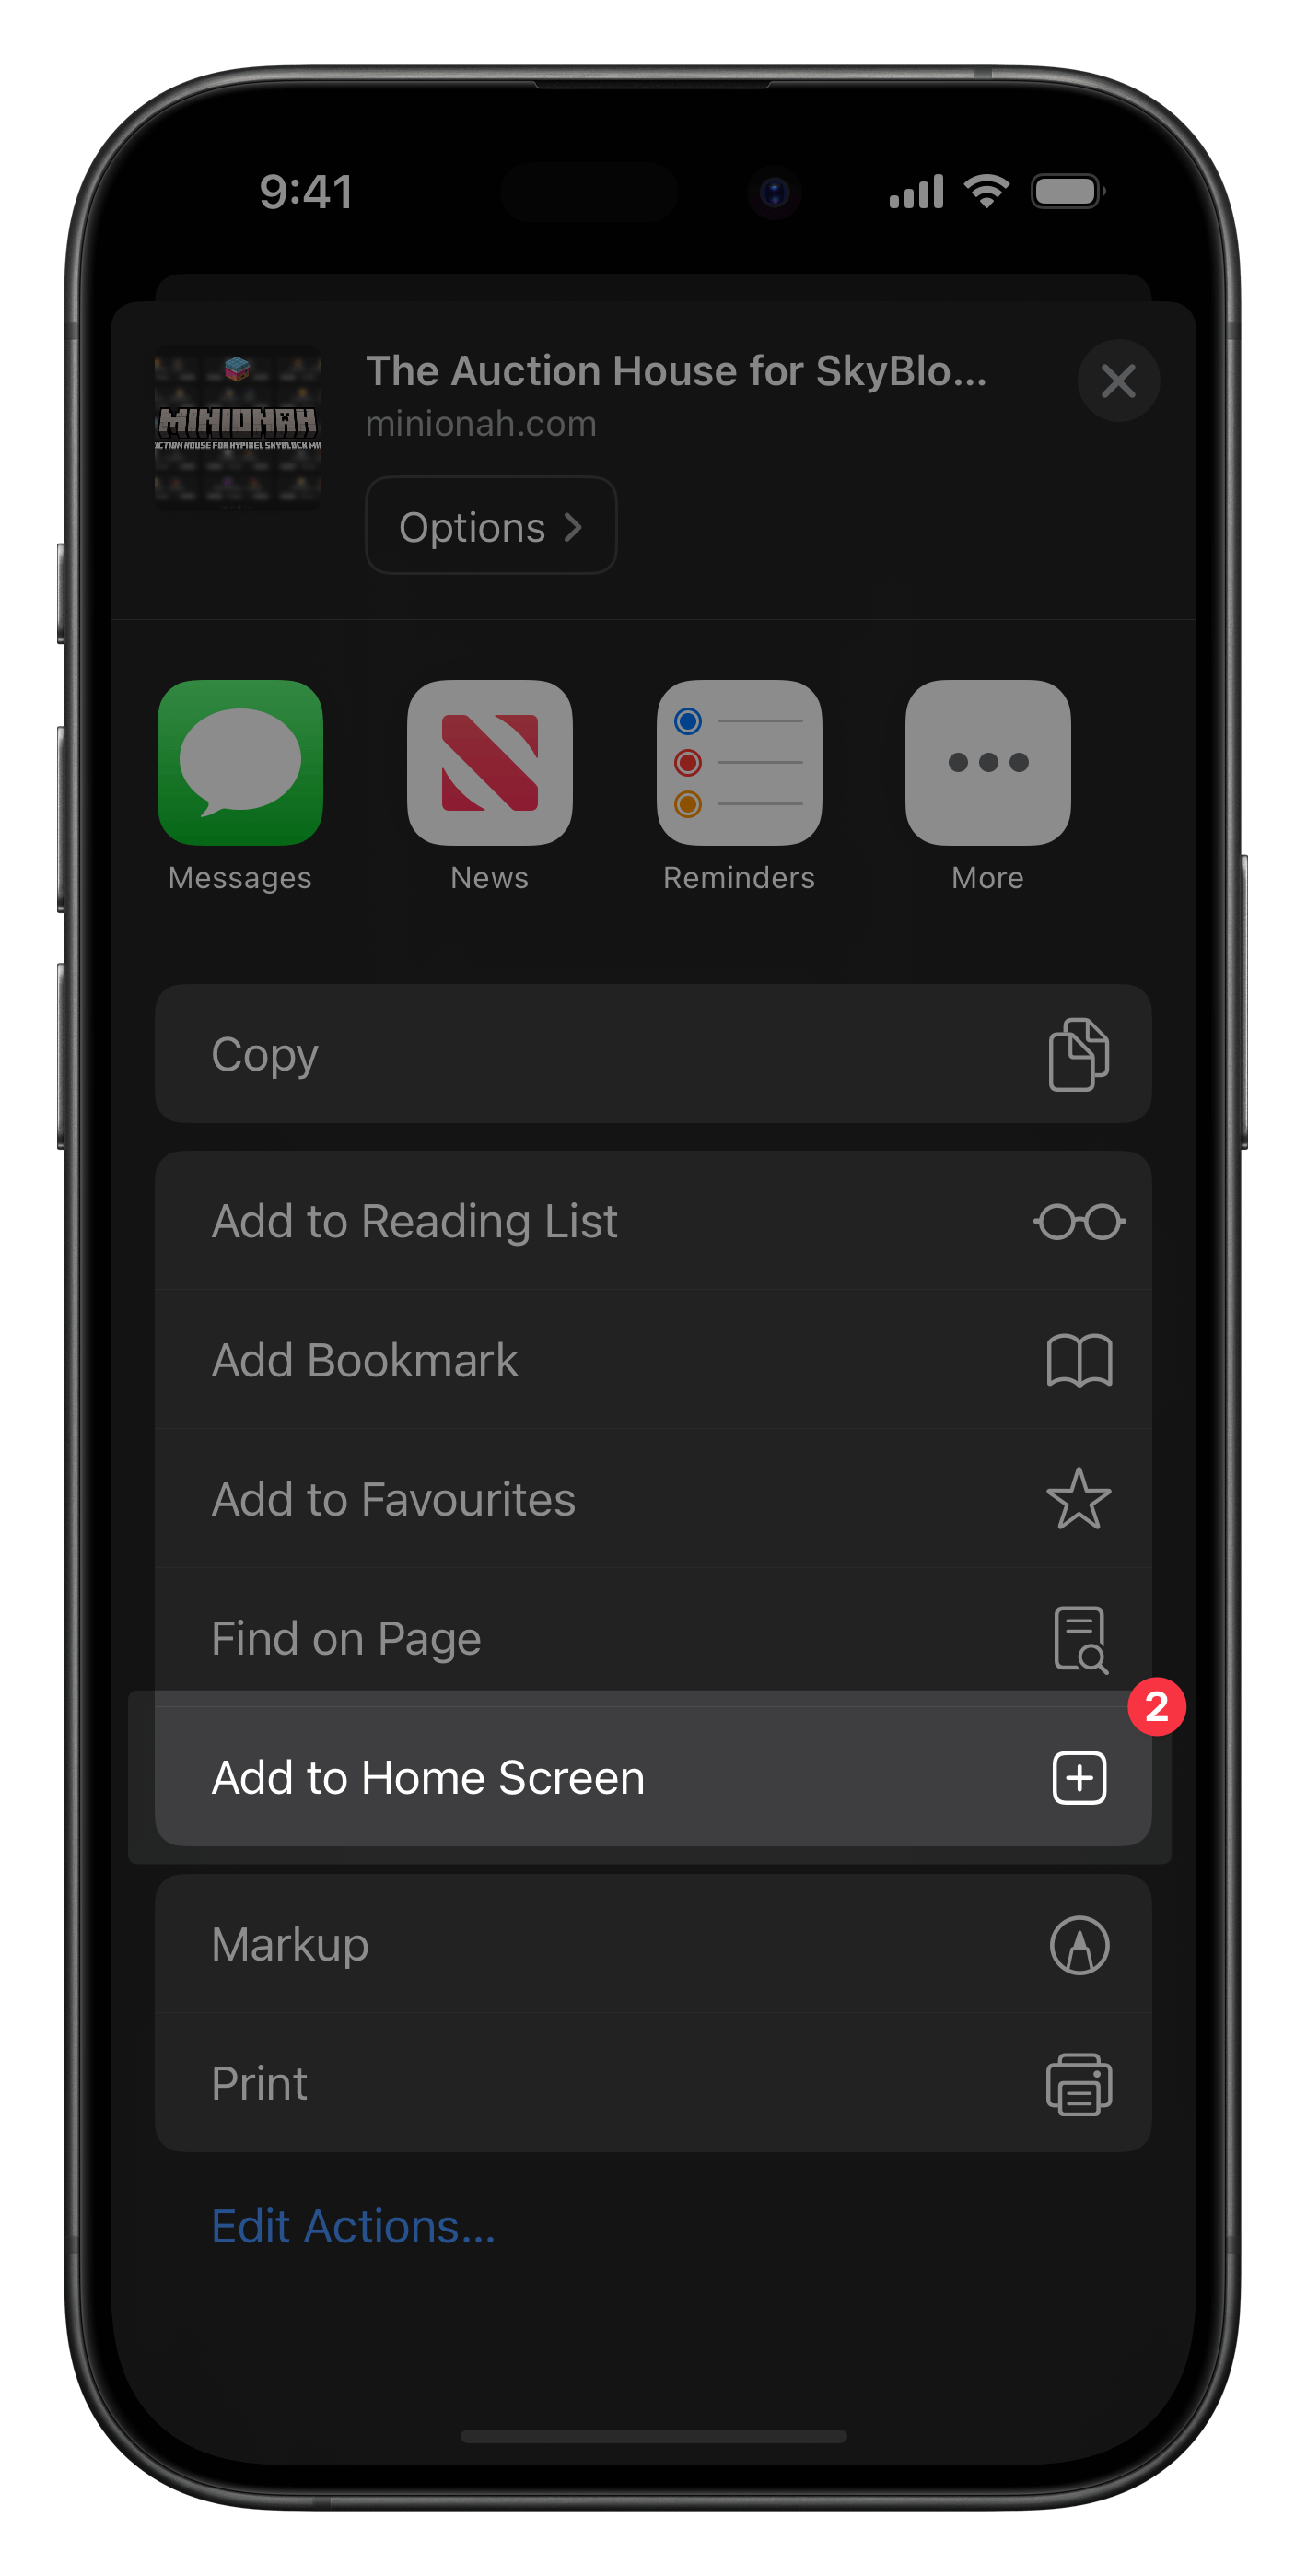 9:41
The Auction House for SkyBlo...
minionah.com
MINIONAH
CTION HOUSE FOR HYPIXEL SKYBLOCK MI
Options
Messages
News
Reminders
More
Copy
Add to Reading List
Add Bookmark
Add to Favourites
Find on Page
2
Add to Home Screen
Markup
Print
Edit Actions...